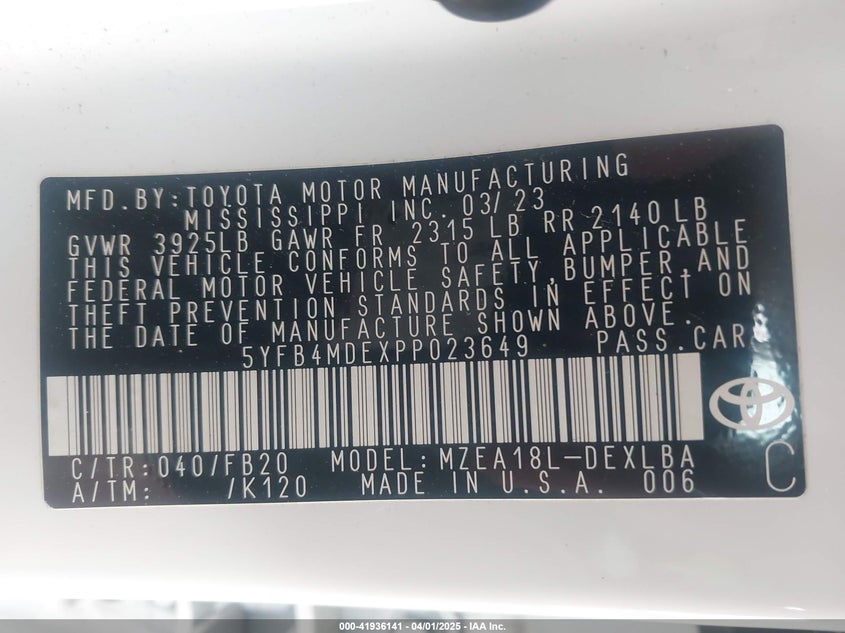 MFD.BY:TOYOTA MOTOR MANUFACTURING
MISSISSIPPI INC. 03/23
GVWR 3925LB GAWR FR 2315 LB RR 2140 LB
THIS VEHICLE CONFORMS TO ALL APPLICABLE
FEDERAL MOTOR VEHICLE SAFETY,BUMPER,AND
THEFT PREVENTION STANDARDS IN EFFECT ON
THE DATE OF MANUFACTURE SHOWN ABOVE.
5YFB4MDEXPP023649 PASS.CAR
C/TR:040/FB20 MODEL:MZEA18L-DEXLBA
A/TM: /K120 MADE IN U.S.A. 006
C
000-41936141 - 04/01/2025 - IAA Inc.